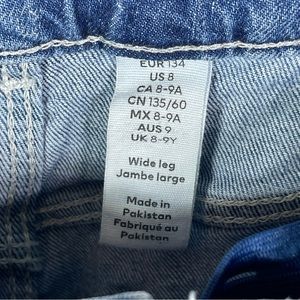 EUR 134
US 8
CA 8-9A
CN 135/60
MX 8-9A
AUS 9
UK 8-9Y
Wide leg
Jambe large
Made in
Pakistan
Fabriqué au
Pakistan